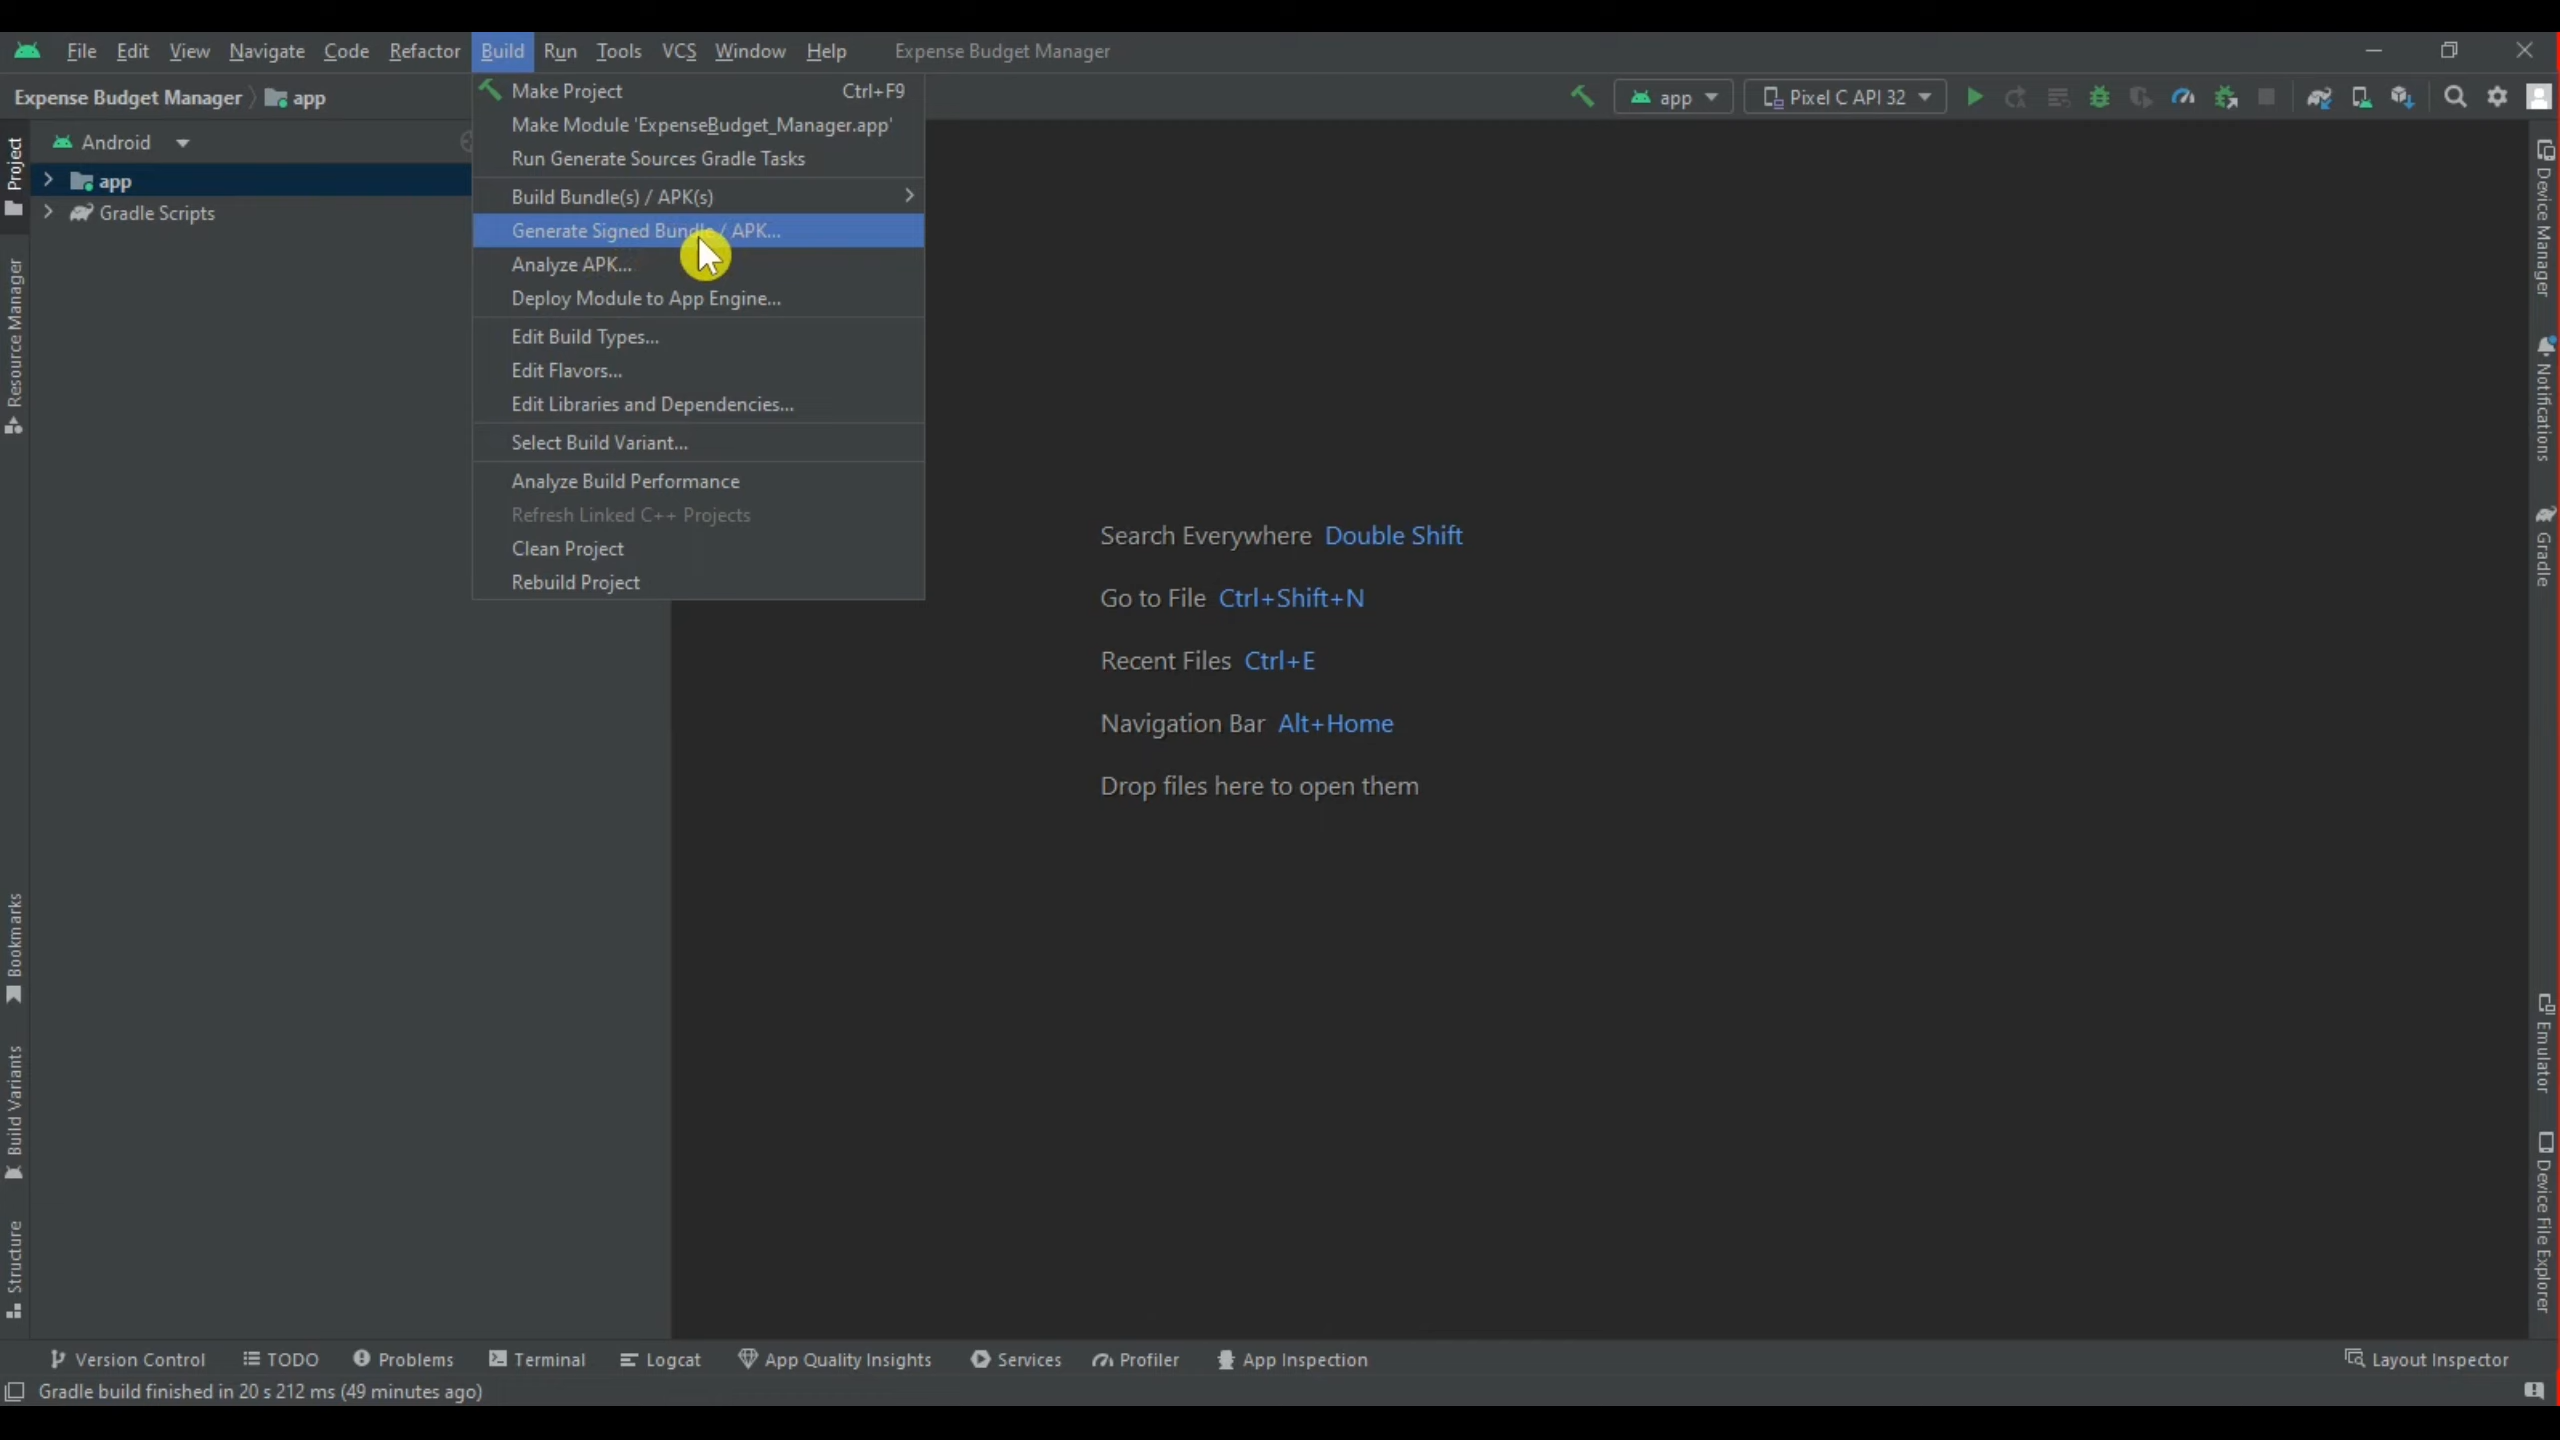 File Edit View Navigate Code Refactor Build Run Tools VCS Window Help Expense Budget Manager
Expense Budget Manager app
app Pixel C API 32
Project
Android
app
Gradle Scripts
Resource Manager
Bookmarks
Build Variants
Structure
Make Project Ctrl+F9
Make Module 'ExpenseBudget_Manager.app'
Run Generate Sources Gradle Tasks
Build Bundle(s) / APK(s)
Generate Signed Bundle / APK...
Analyze APK...
Deploy Module to App Engine...
Edit Build Types...
Edit Flavors...
Edit Libraries and Dependencies...
Select Build Variant...
Analyze Build Performance
Refresh Linked C++ Projects
Clean Project
Rebuild Project
Search Everywhere Double Shift
Go to File Ctrl+Shift+N
Recent Files Ctrl+E
Navigation Bar Alt+Home
Drop files here to open them
Device Manager
Notifications
Gradle
Emulator
Device File Explorer
Version Control TODO Problems Terminal Logcat App Quality Insights Services Profiler App Inspection Layout Inspector
Gradle build finished in 20 s 212 ms (49 minutes ago)